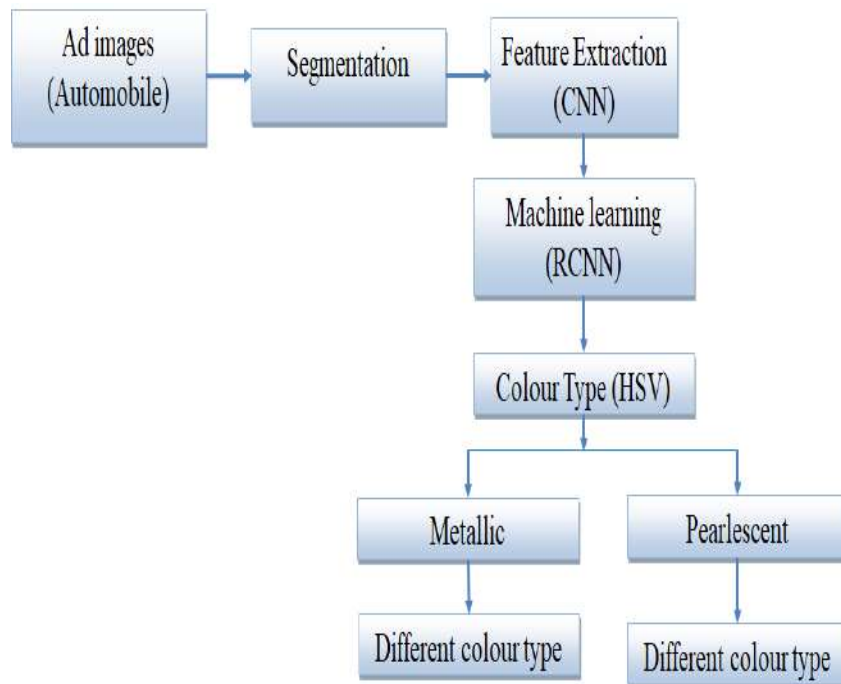 Ad images
(Automobile)
Segmentation
Feature Extraction
(CNN)
Machine learning
(RCNN)
Colour Type (HSV)
Metallic
Pearlescent
Different colour type
Different colour type